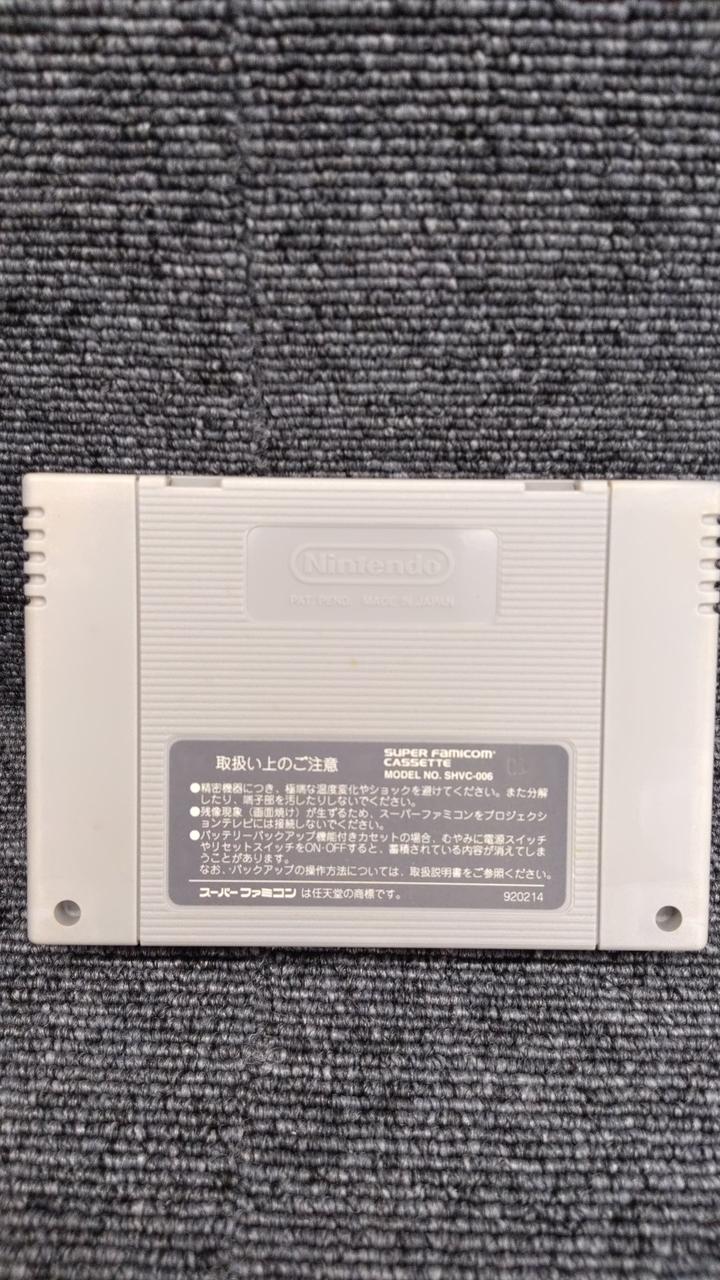 Nintendo
PAT. PEND. MADE IN JAPAN
取扱い上のご注意
SUPER FAMICOM
CASSETTE
MODEL NO. SHVC-006
●精密機器につき、極端な温度変化やショックを避けてください。また分解
したり、端子部を汚したりしないでください。
●残像現象(画面焼け)が生ずるため、スーパーファミコンをプロジェクシ
ョンテレビには接続しないでください。
●バッテリーバックアップ機能付きカセットの場合、むやみに電源スイッチ
やリセットスイッチをON・OFFすると、蓄積されている内容が消えてしま
うことがあります。
なお、バックアップの操作方法については、取扱説明書をご参照ください。
スーパーファミコン は任天堂の商標です。
920214